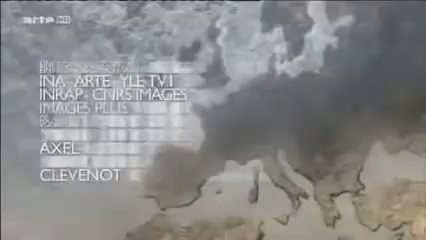 arte HD
INA - ARTE - YLE TV1
INRAP - CNRS IMAGES
IMAGES PLUS
AXEL
CLEVENOT